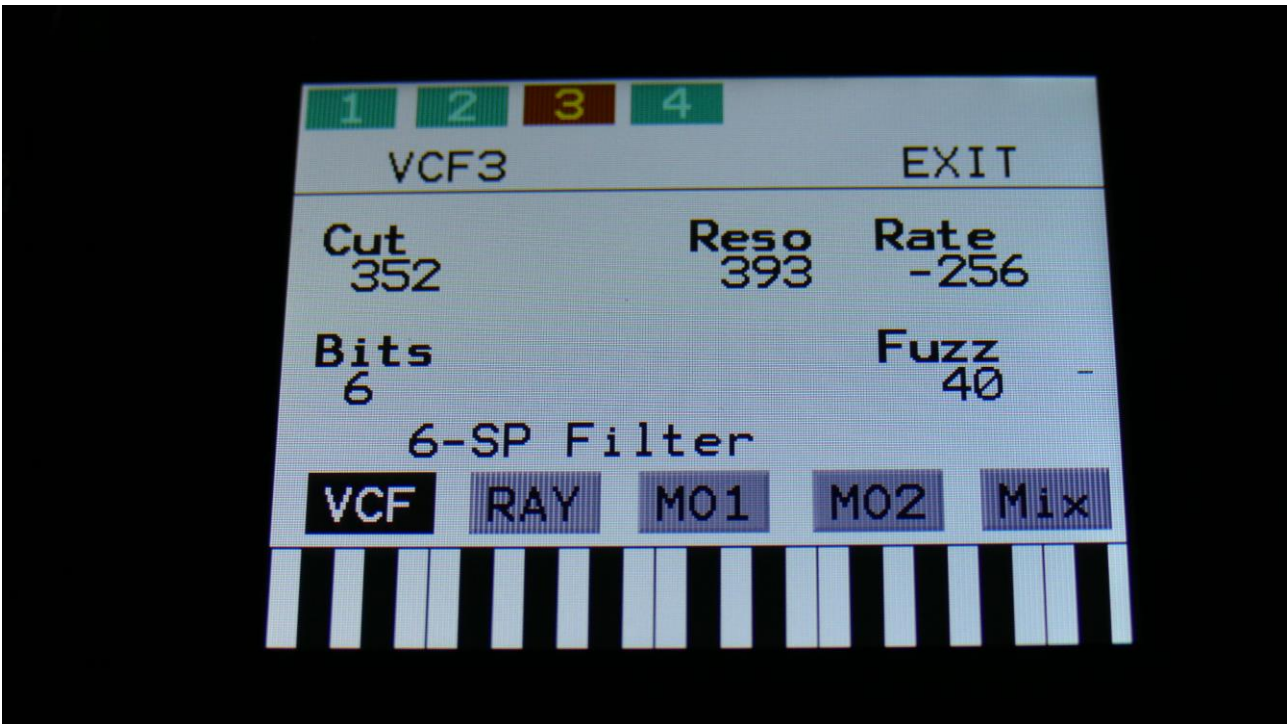 1 2 3 4
VCF3 EXIT
Cut Reso Rate
352 393 -256
Bits Fuzz
6 40 -
6-SP Filter
VCF RAY MO1 MO2 Mix